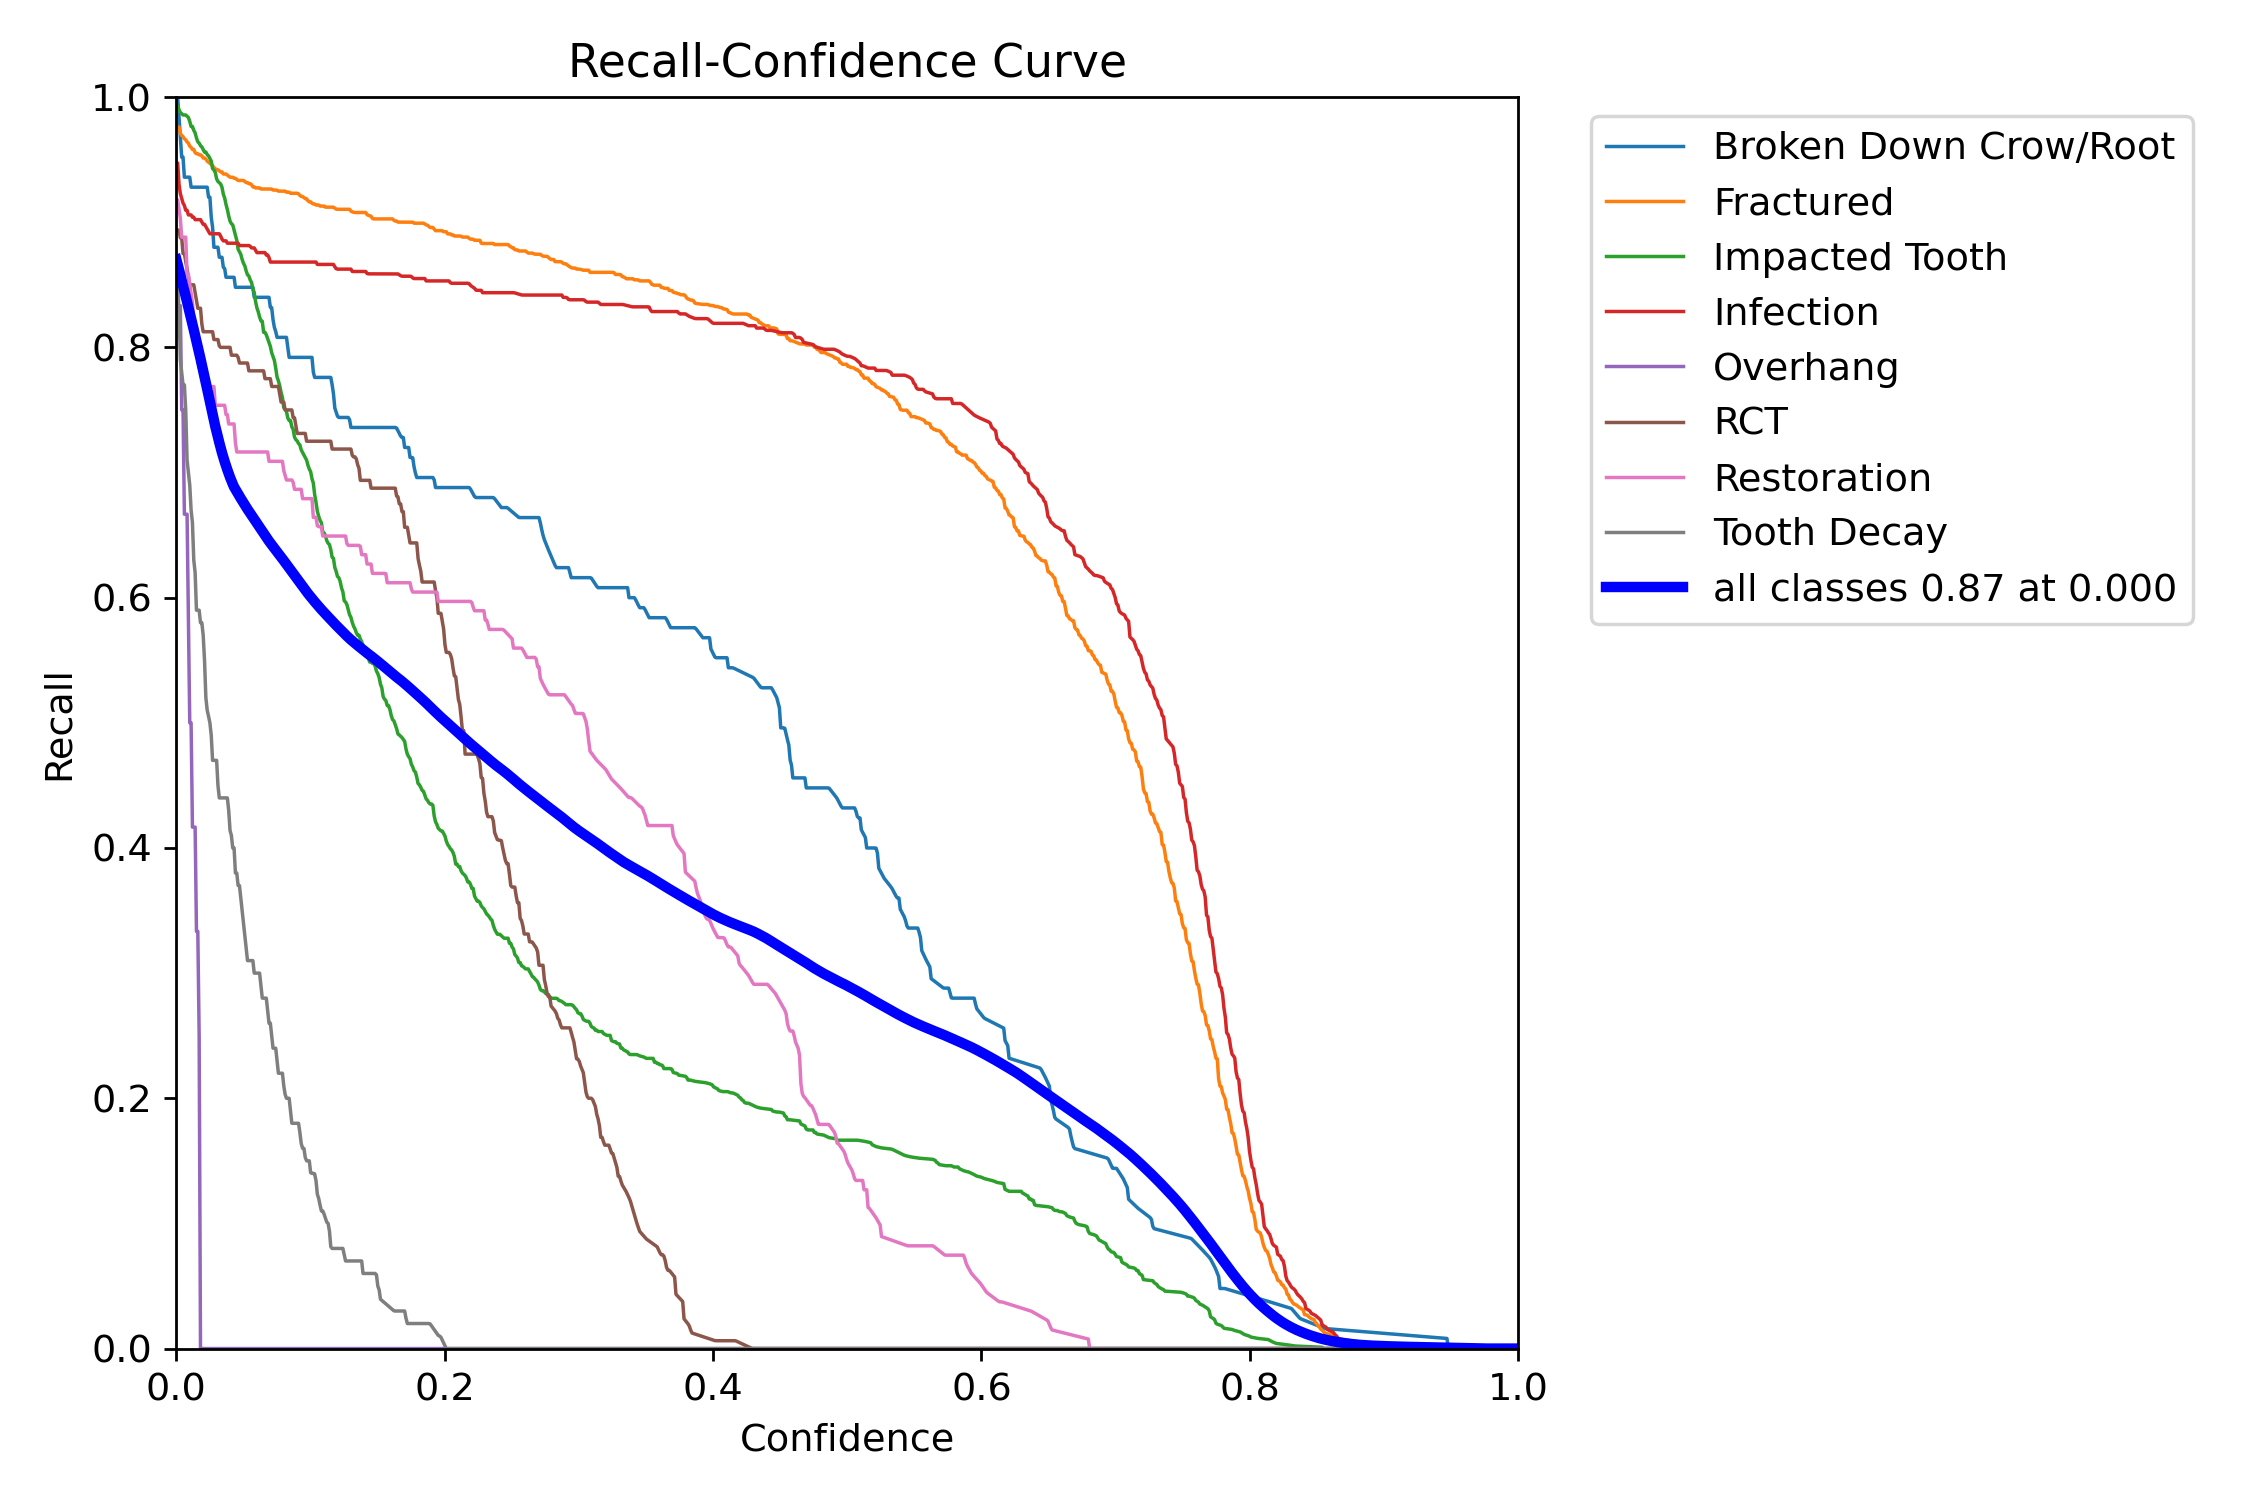 Recall-Confidence Curve
1.0
0.8
0.6
0.4
0.2
0.0
Recall
0.0 0.2 0.4 0.6 0.8 1.0
Confidence
Broken Down Crow/Root
Fractured
Impacted Tooth
Infection
Overhang
RCT
Restoration
Tooth Decay
all classes 0.87 at 0.000